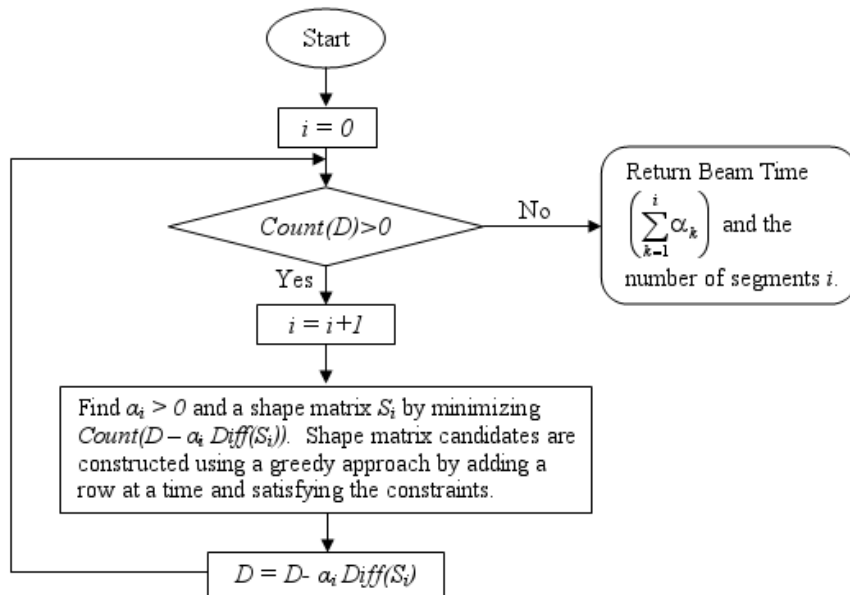 Start
i = 0
Count(D)>0
No
Yes
Return Beam Time
(∑_{k=1}^{i} α_k) and the
number of segments i.
i = i+1
Find α_i > 0 and a shape matrix S_i by minimizing
Count(D – α_i Diff(S_i)). Shape matrix candidates are
constructed using a greedy approach by adding a
row at a time and satisfying the constraints.
D = D- α_i Diff(S_i)